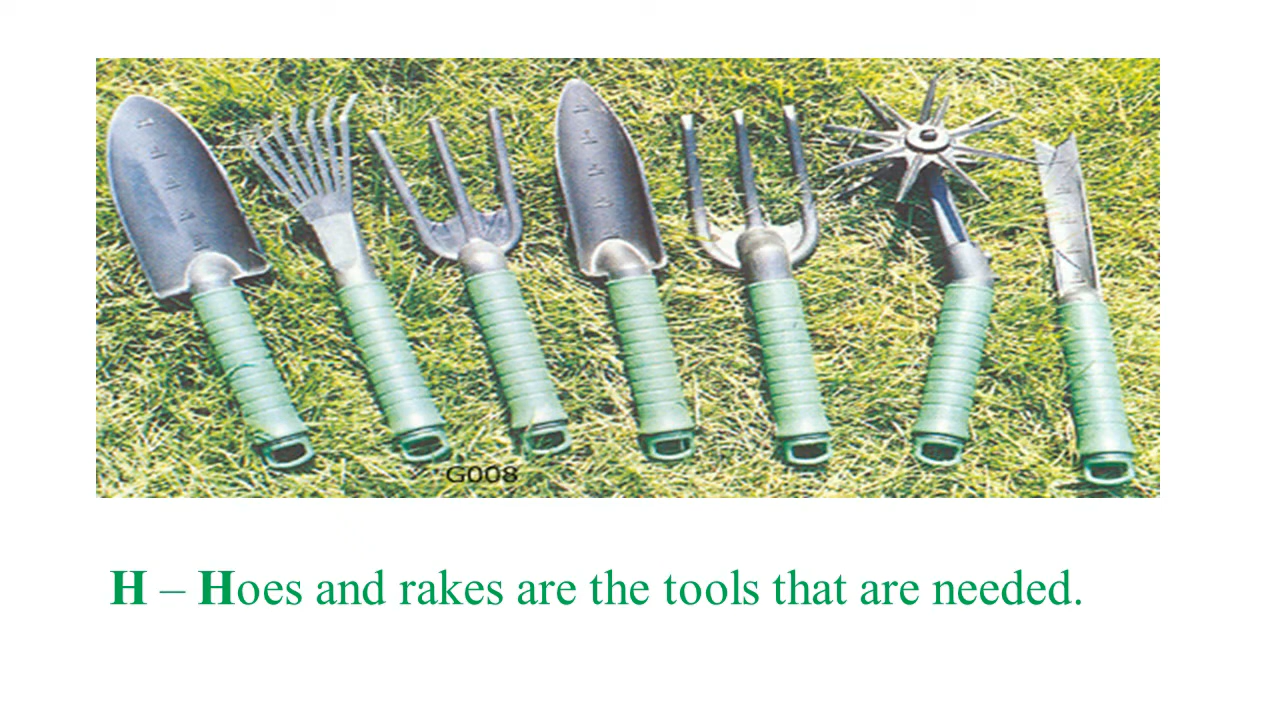 G008
H – Hoes and rakes are the tools that are needed.